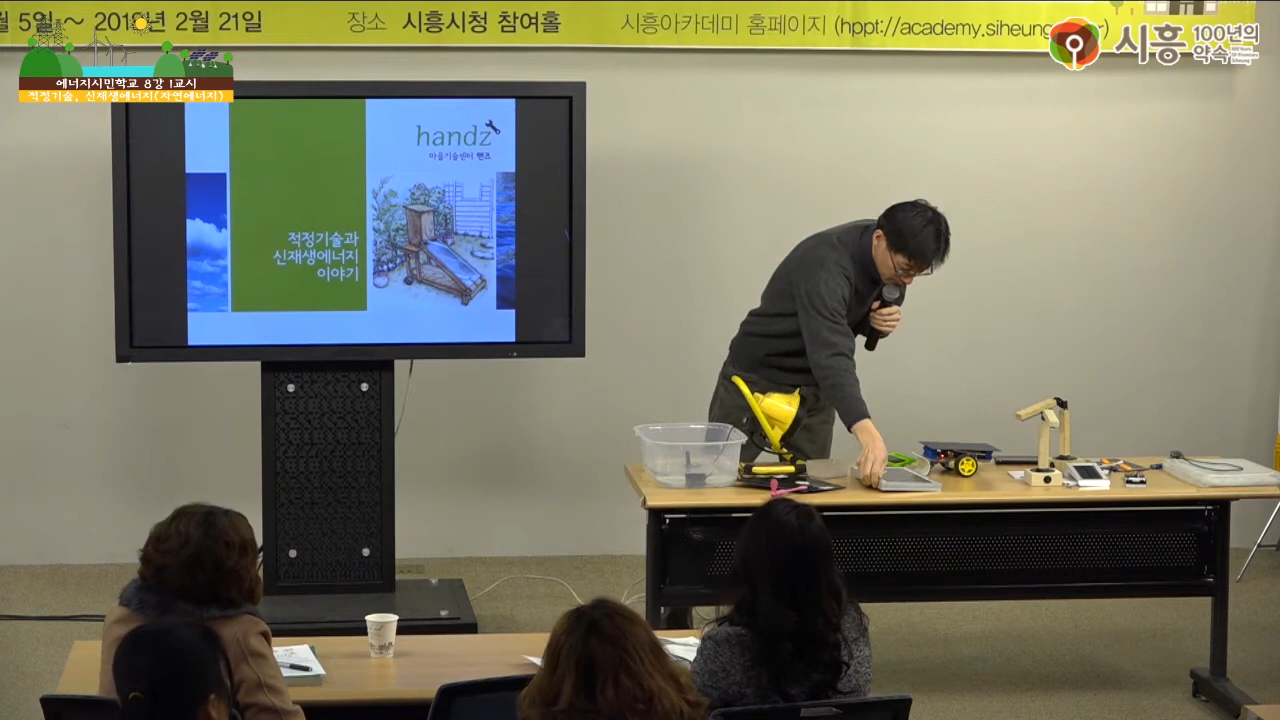 월 5일 ~ 2018년 2월 21일 장소 시흥시청 참여홀 시흥아카데미 홈페이지 (hppt://academy.siheung
시흥 100년의 약속
에너지시민학교 8강 1교시
적정기술, 신재생에너지(자연에너지)
handz
마을기술센터 핸즈
적정기술과
신재생에너지
이야기